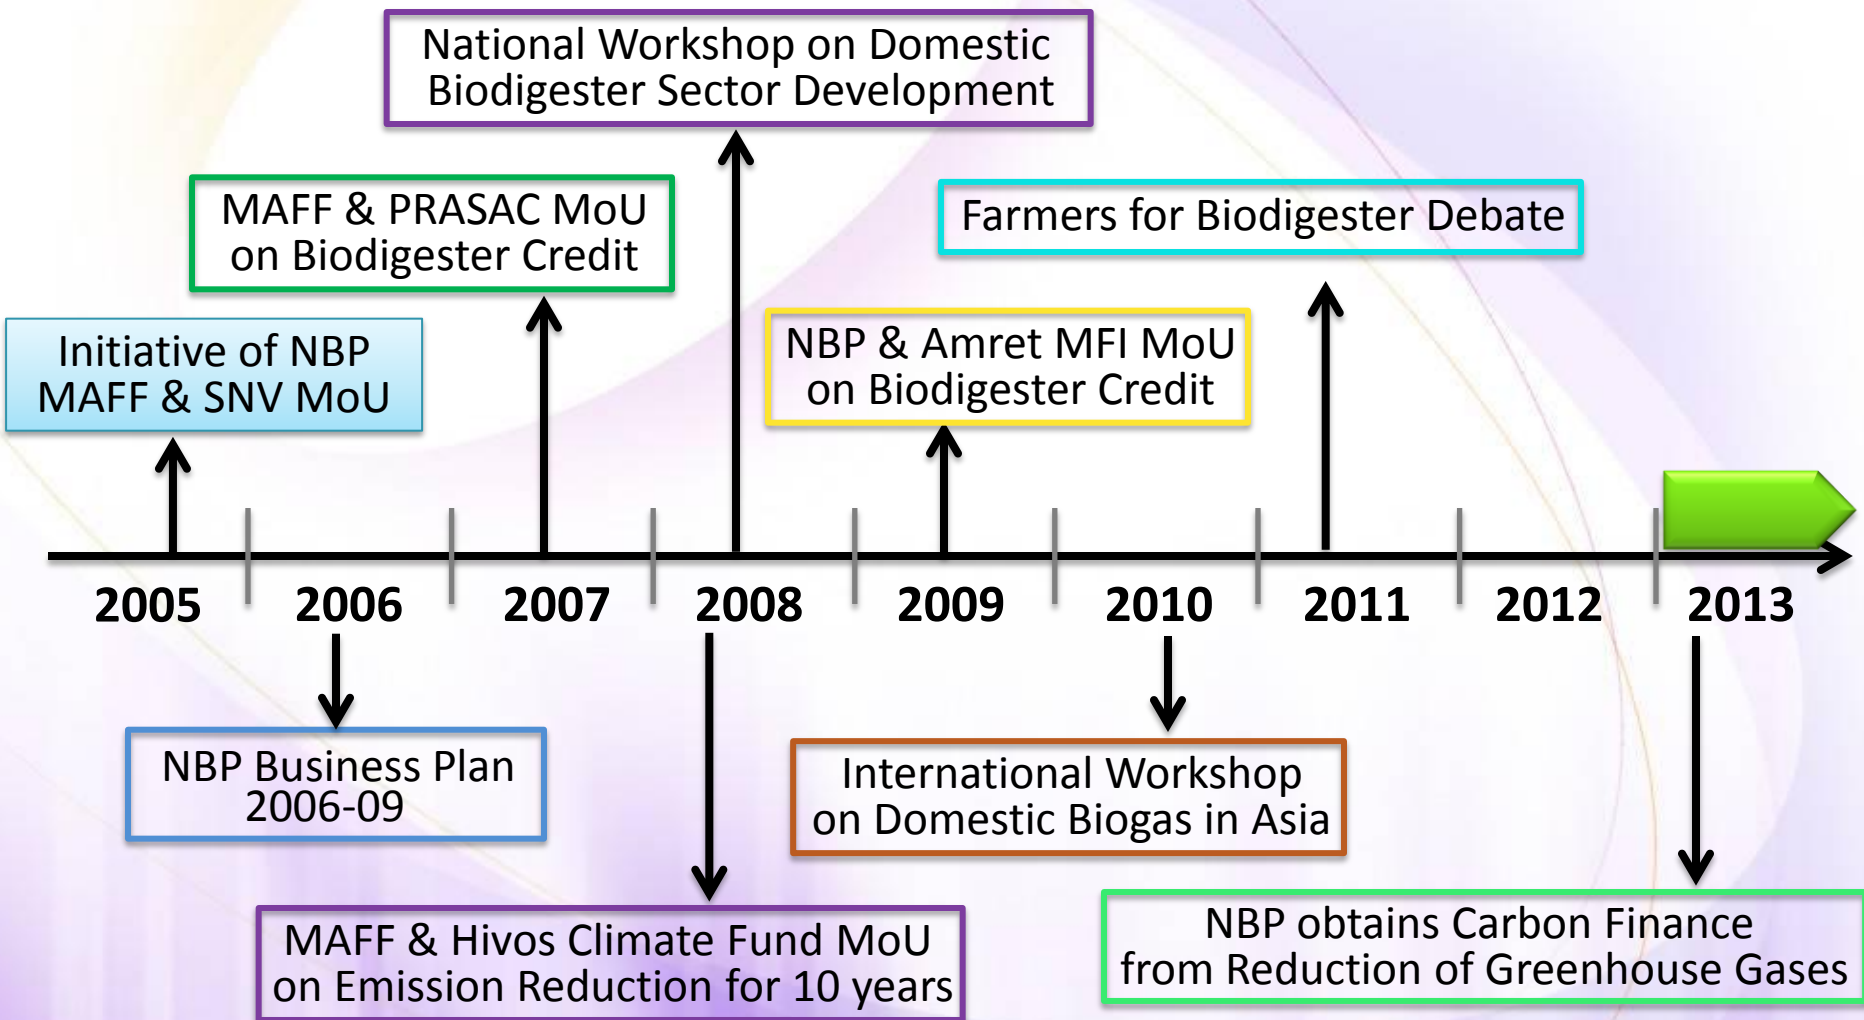 National Workshop on Domestic
Biodigester Sector Development
MAFF & PRASAC MoU
on Biodigester Credit
Farmers for Biodigester Debate
Initiative of NBP
MAFF & SNV MoU
NBP & Amret MFI MoU
on Biodigester Credit
2005 2006 2007 2008 2009 2010 2011 2012 2013
NBP Business Plan
2006-09
International Workshop
on Domestic Biogas in Asia
MAFF & Hivos Climate Fund MoU
on Emission Reduction for 10 years
NBP obtains Carbon Finance
from Reduction of Greenhouse Gases